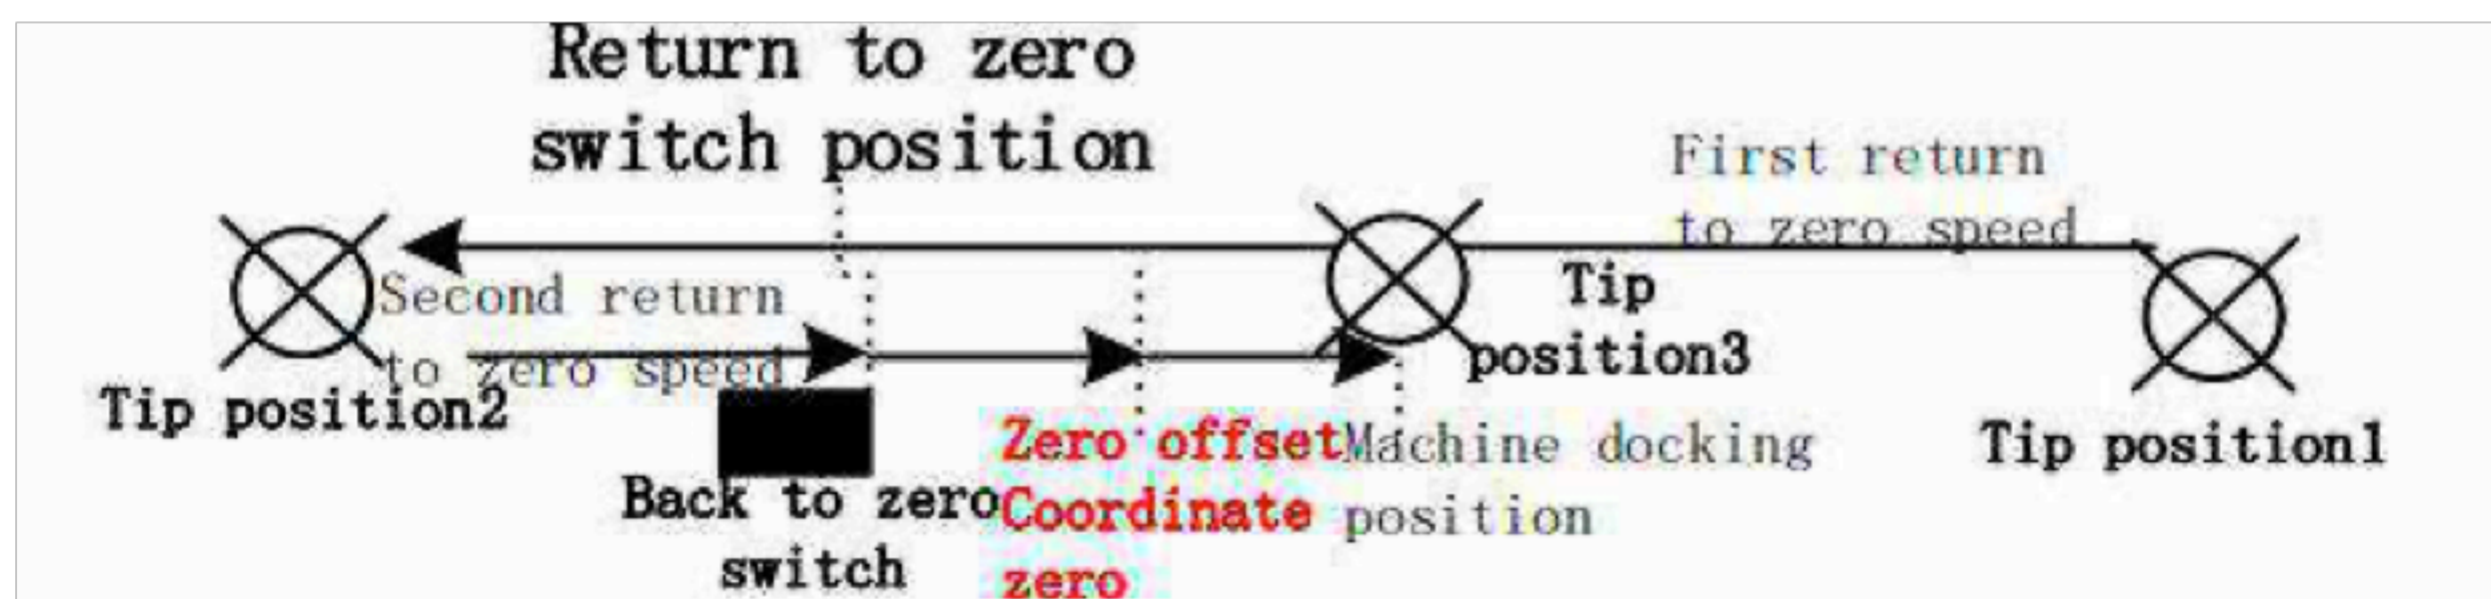 Return to zero
switch position
First return
to zero speed
Second return
to zero speed
Tip
position3
Tip position2
Tip position1
Back to zero
switch
Zero offset
Coordinate
zero
Machine docking
position